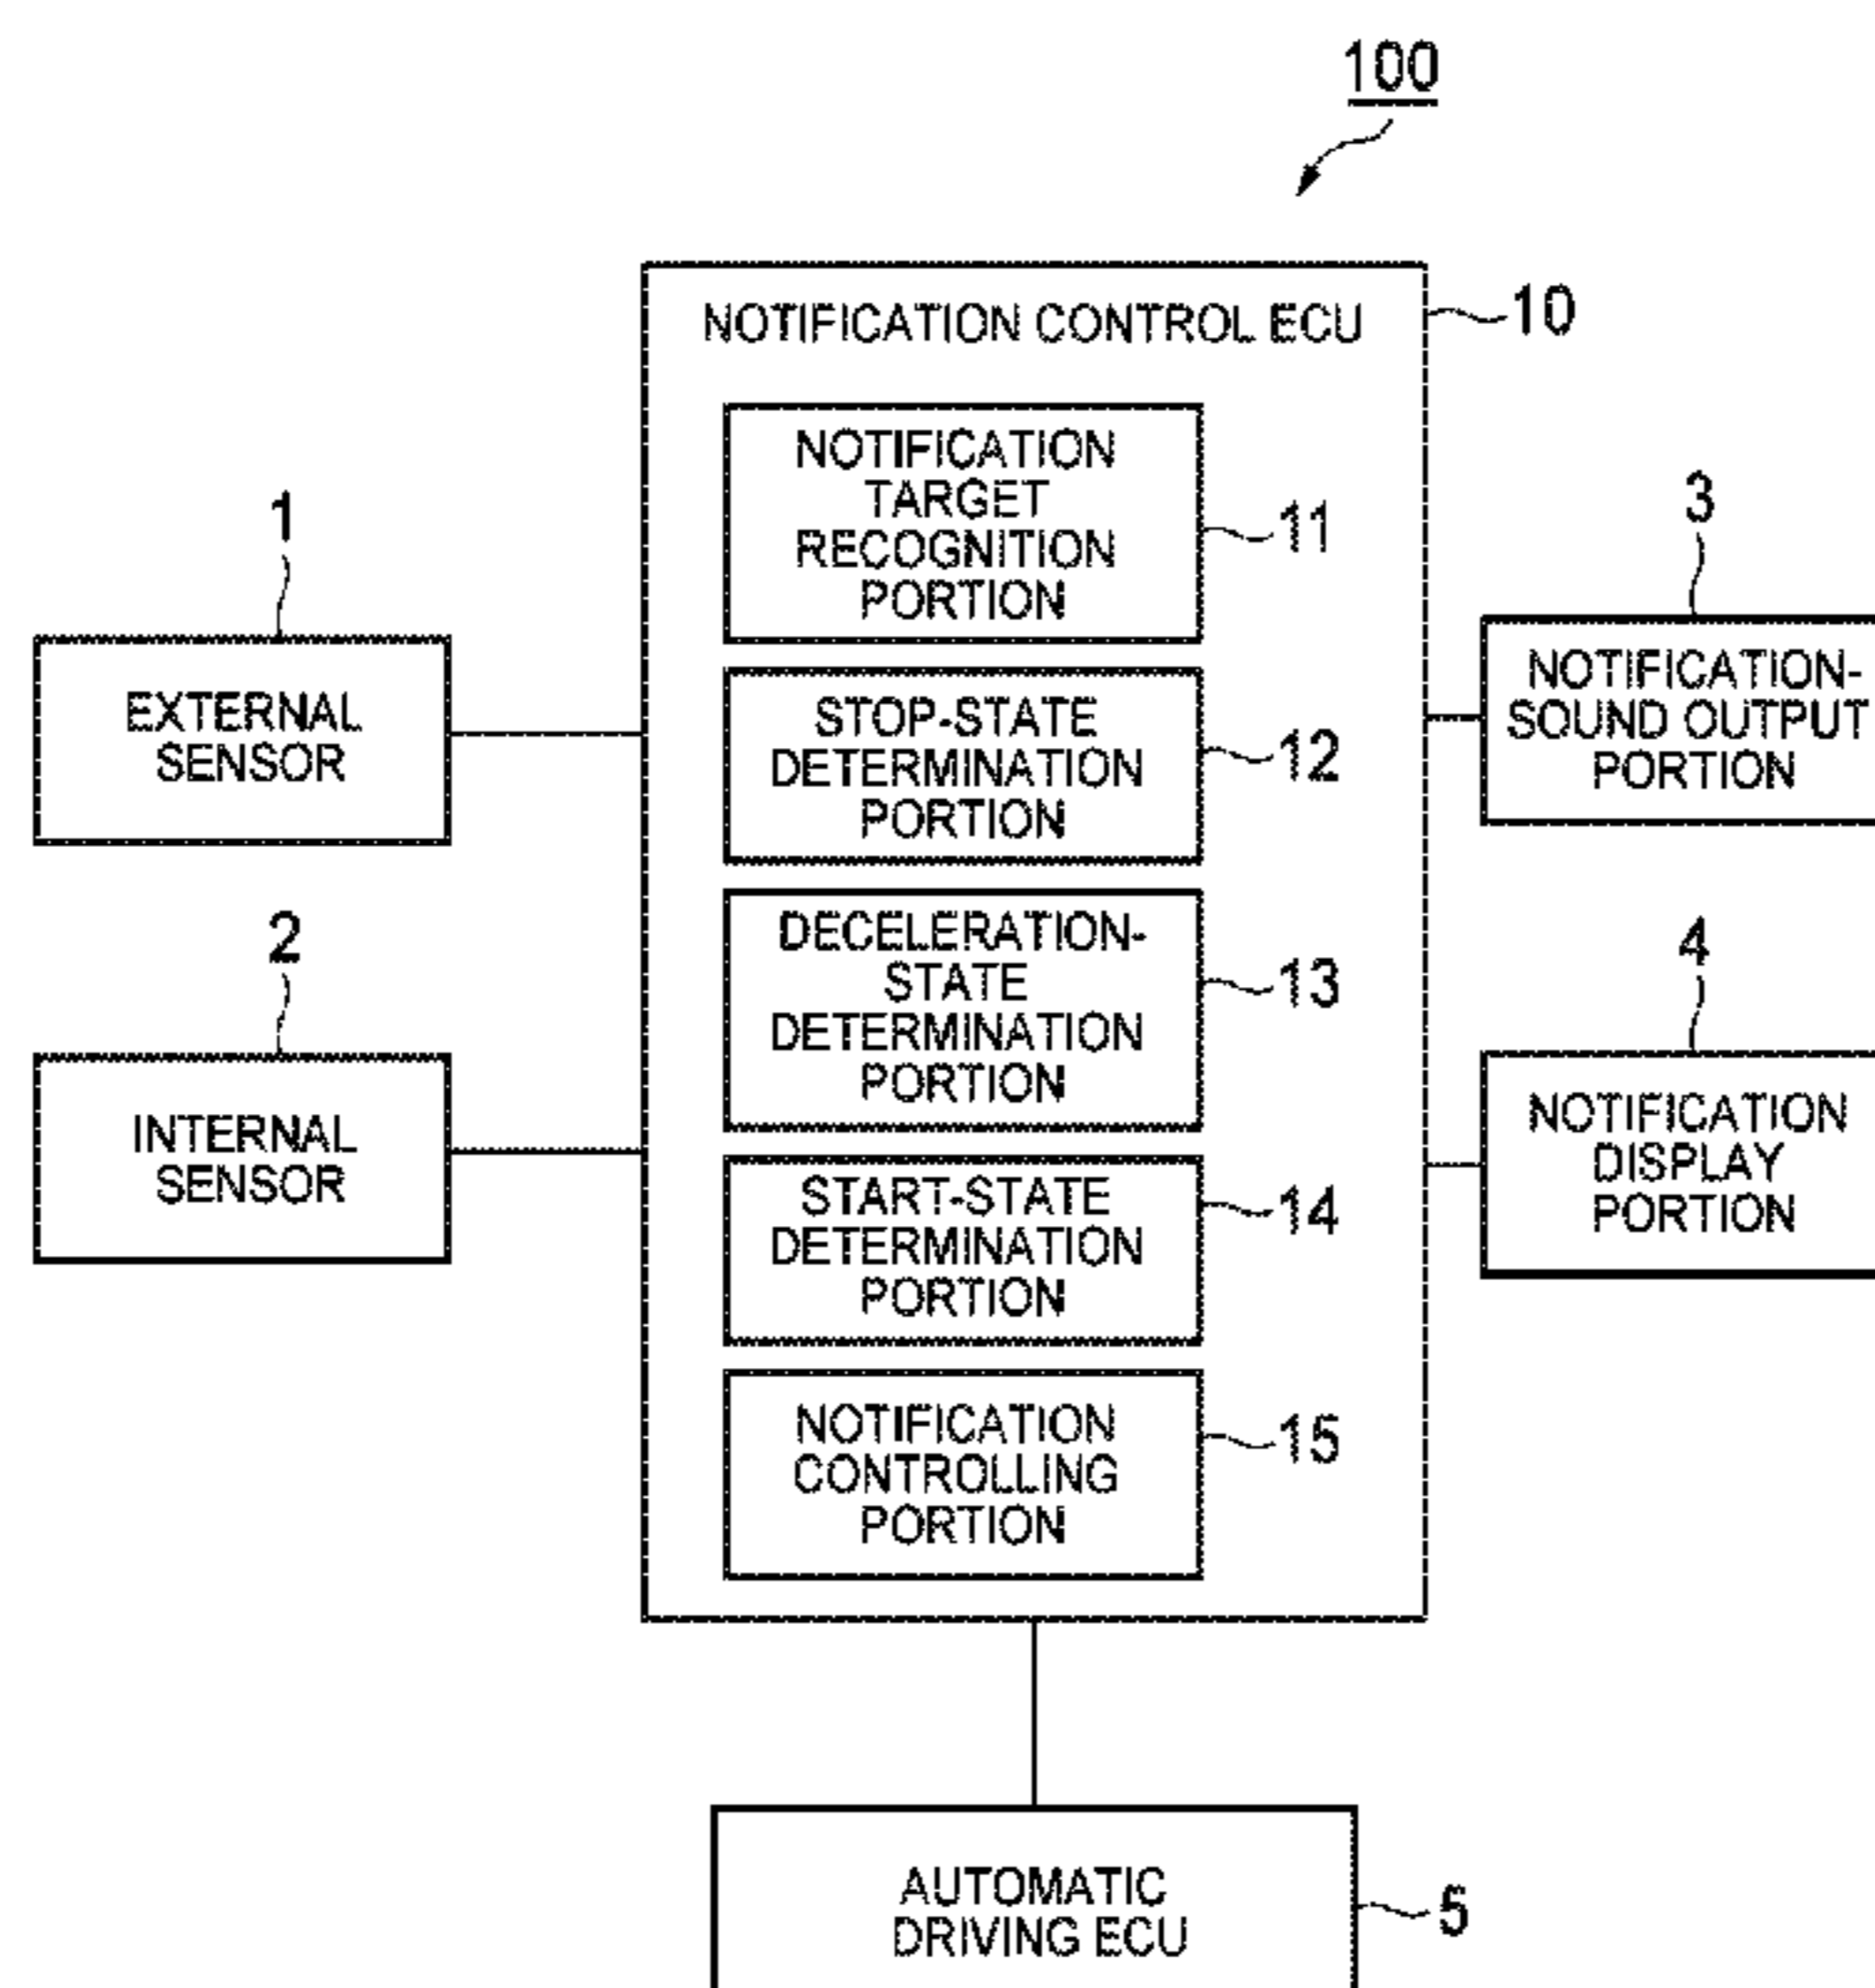 100
NOTIFICATION CONTROL ECU
10
NOTIFICATION
TARGET
RECOGNITION
PORTION
11
1
EXTERNAL
SENSOR
STOP-STATE
DETERMINATION
PORTION
12
3
NOTIFICATION-
SOUND OUTPUT
PORTION
2
INTERNAL
SENSOR
DECELERATION-
STATE
DETERMINATION
PORTION
13
4
NOTIFICATION
DISPLAY
PORTION
START-STATE
DETERMINATION
PORTION
14
NOTIFICATION
CONTROLLING
PORTION
15
AUTOMATIC
DRIVING ECU
5